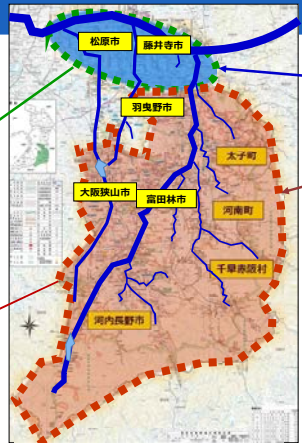 松原市
藤井寺市
羽曳野市
太子町
大阪狭山市
富田林市
河南町
千早赤阪村
河内長野市